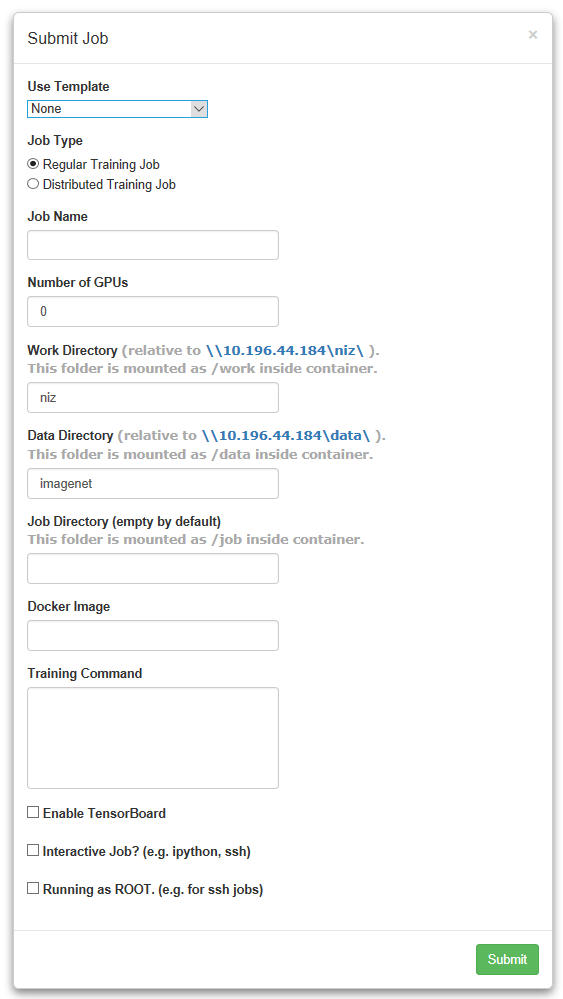 Submit Job ×
Use Template
None
Job Type
Regular Training Job
Distributed Training Job
Job Name
Number of GPUs
0
Work Directory (relative to \\10.196.44.184\niz\ ).
This folder is mounted as /work inside container.
niz
Data Directory (relative to \\10.196.44.184\data\ ).
This folder is mounted as /data inside container.
imagenet
Job Directory (empty by default)
This folder is mounted as /job inside container.
Docker Image
Training Command
Enable TensorBoard
Interactive Job? (e.g. ipython, ssh)
Running as ROOT. (e.g. for ssh jobs)
Submit